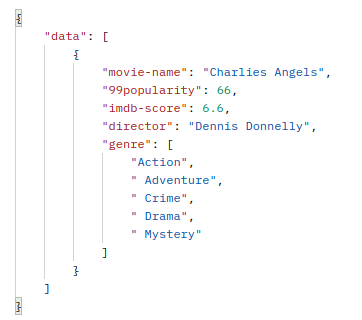 {
    "data": [
        {
            "movie-name": "Charlies Angels",
            "99popularity": 66,
            "imdb-score": 6.6,
            "director": "Dennis Donnelly",
            "genre": [
                "Action",
                " Adventure",
                " Crime",
                " Drama",
                " Mystery"
            ]
        }
    ]
}